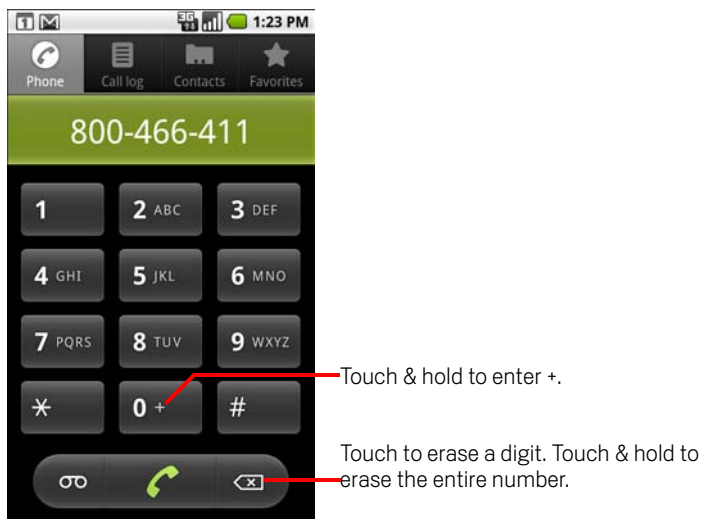 1 3G 1:23 PM
Phone Call log Contacts Favorites
800-466-411
1 2 ABC 3 DEF
4 GHI 5 JKL 6 MNO
7 PQRS 8 TUV 9 WXYZ
Touch & hold to enter +.
* 0 + #
Touch to erase a digit. Touch & hold to
erase the entire number.